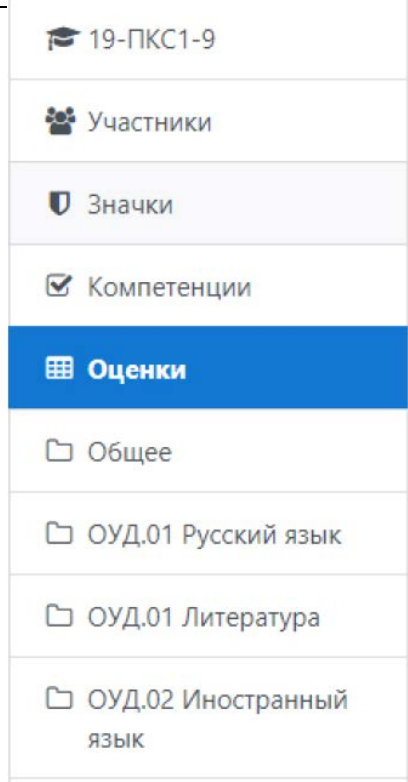 19-ПКС1-9
Участники
Значки
Компетенции
Оценки
Общее
ОУД.01 Русский язык
ОУД.01 Литература
ОУД.02 Иностранный
язык